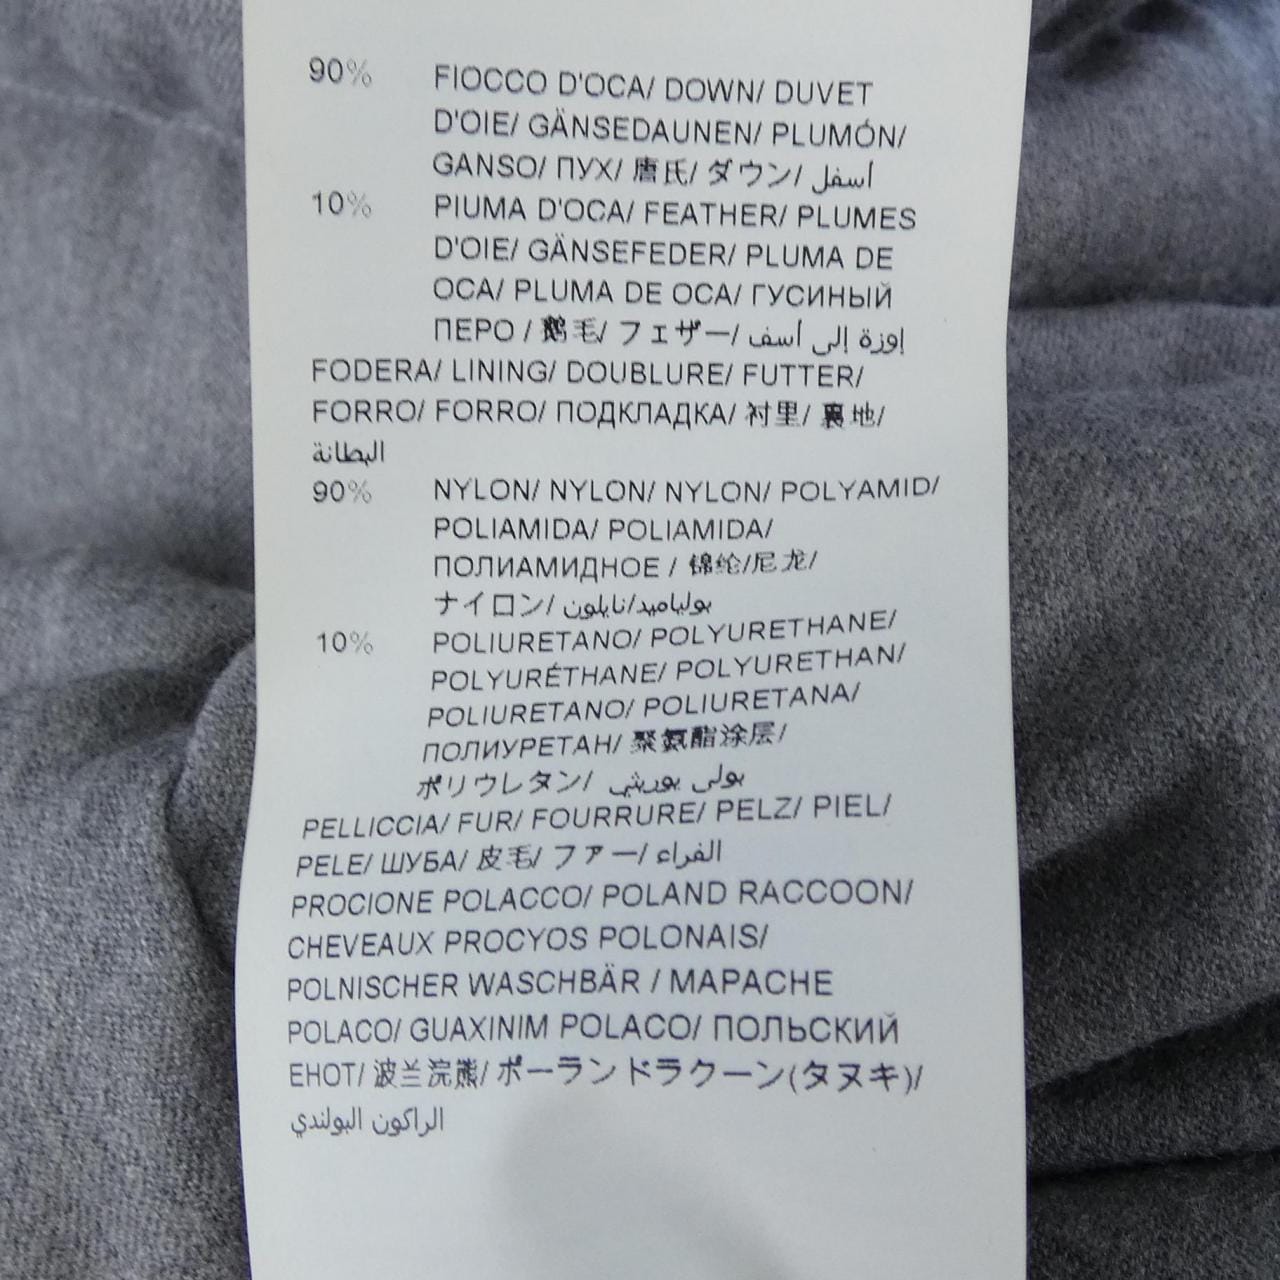 90% FIOCCO D'OCA/ DOWN/ DUVET
D'OIE/ GÄNSEDAUNEN/ PLUMÓN/
GANSO/ ПУХ/ 唐氏/ ダウン/ أسفل
10% PIUMA D'OCA/ FEATHER/ PLUMES
D'OIE/ GÄNSEFEDER/ PLUMA DE
OCA/ PLUMA DE OCA/ ГУСИНЫЙ
ПЕРО / 鹅毛/ フェザー/ إوزة إلى أسف
FODERA/ LINING/ DOUBLURE/ FUTTER/
FORRO/ FORRO/ ПОДКЛАДКА/ 衬里/ 裏地/
البطانة
90% NYLON/ NYLON/ NYLON/ POLYAMID/
POLIAMIDA/ POLIAMIDA/
ПОЛИАМИДНОЕ / 锦纶/尼龙/
ナイロン/ بولياميد/نايلون
10% POLIURETANO/ POLYURETHANE/
POLYURÉTHANE/ POLYURETHAN/
POLIURETANO/ POLIURETANA/
ПОЛИУРЕТАН/ 聚氨酯涂层/
ポリウレタン/ بولي يوريثي
PELLICCIA/ FUR/ FOURRURE/ PELZ/ PIEL/
PELE/ ШУБА/ 皮毛/ ファー/ الفراء
PROCIONE POLACCO/ POLAND RACCOON/
CHEVEAUX PROCYOS POLONAIS/
POLNISCHER WASCHBÄR / MAPACHE
POLACO/ GUAXINIM POLACO/ ПОЛЬСКИЙ
ЕНОТ/ 波兰浣熊/ ポーランドラクーン(タヌキ)/
الراكون البولندي